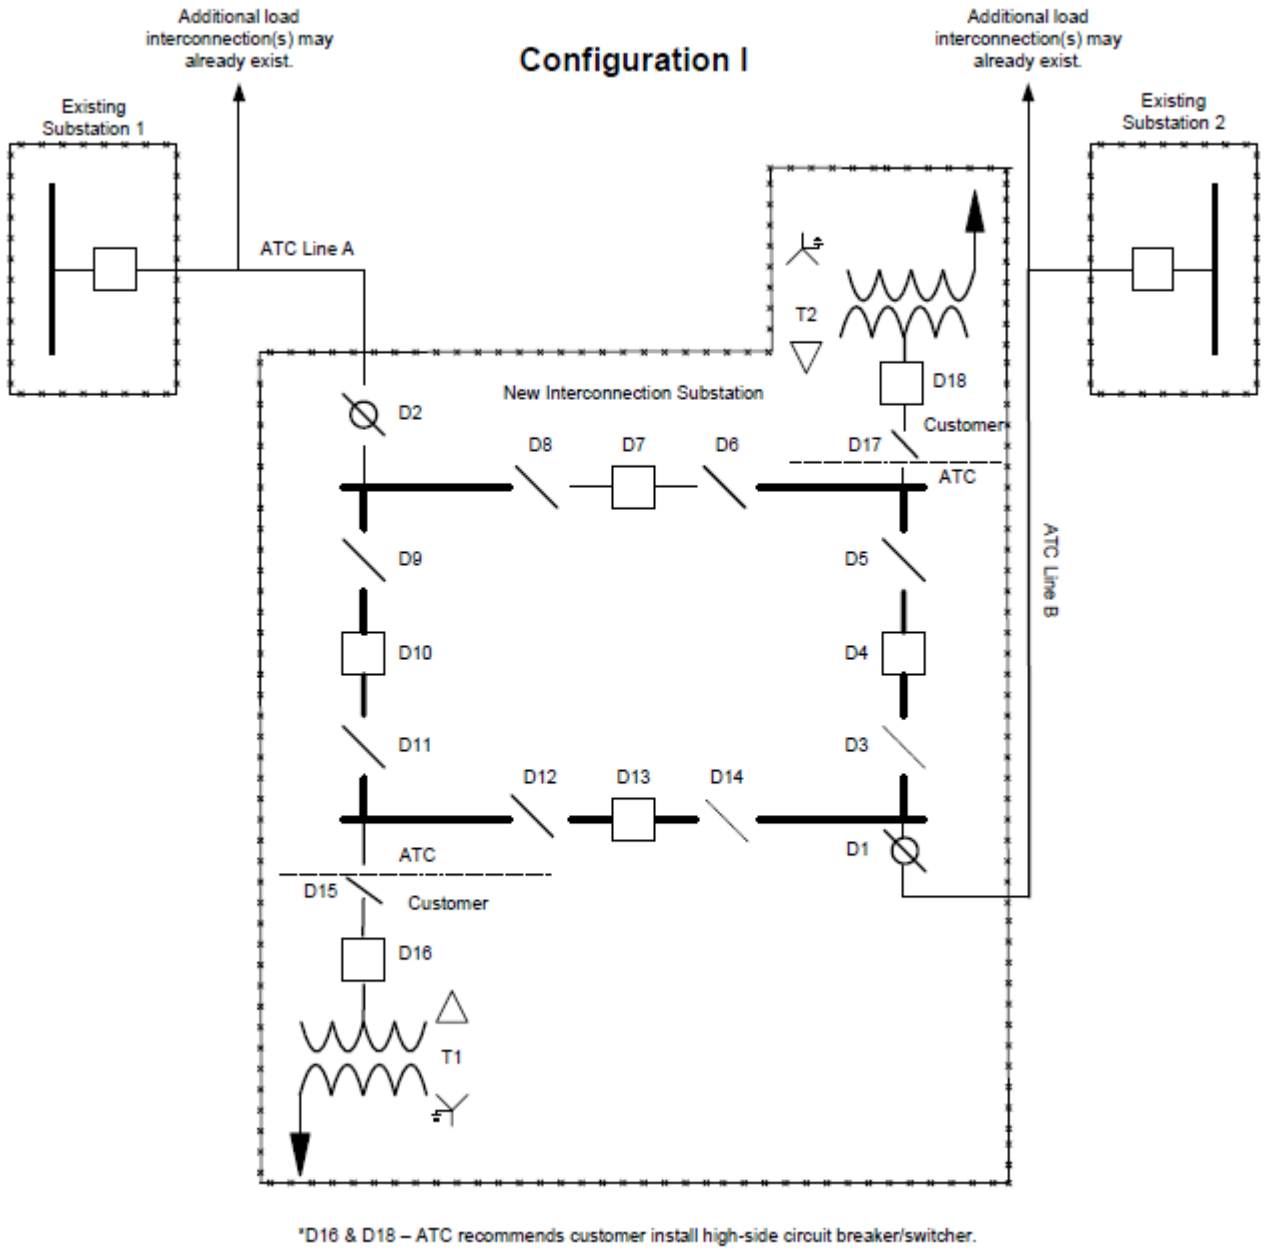 Additional load
interconnection(s) may
already exist.
Configuration I
Additional load
interconnection(s) may
already exist.
Existing
Substation 1
Existing
Substation 2
ATC Line A
T2
D18
New Interconnection Substation
D2
Customer
D17
D8
D7
D6
ATC
D9
D5
ATC Line B
D10
D4
D11
D3
D12
D13
D14
D1
ATC
D15
Customer
D16
T1
*D16 & D18 – ATC recommends customer install high-side circuit breaker/switcher.